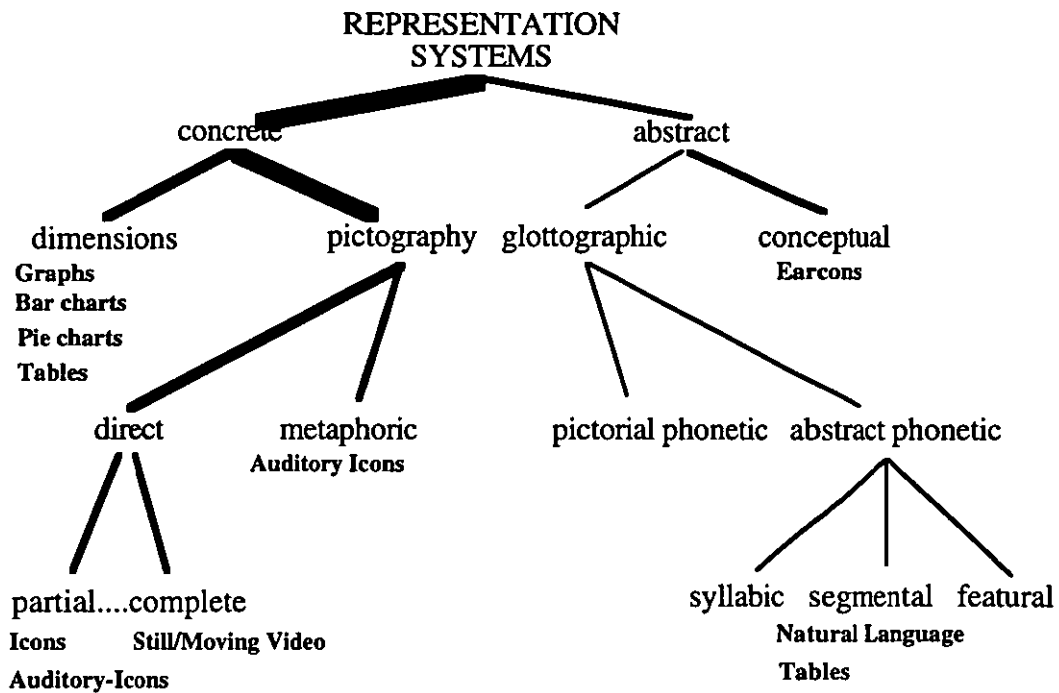 REPRESENTATION
SYSTEMS
concrete
abstract
dimensions
pictography
glottographic
conceptual
Graphs
Bar charts
Pie charts
Tables
Earcons
direct
metaphoric
pictorial phonetic
abstract phonetic
Auditory Icons
partial....complete
syllabic segmental featural
Icons
Still/Moving Video
Auditory-Icons
Natural Language
Tables